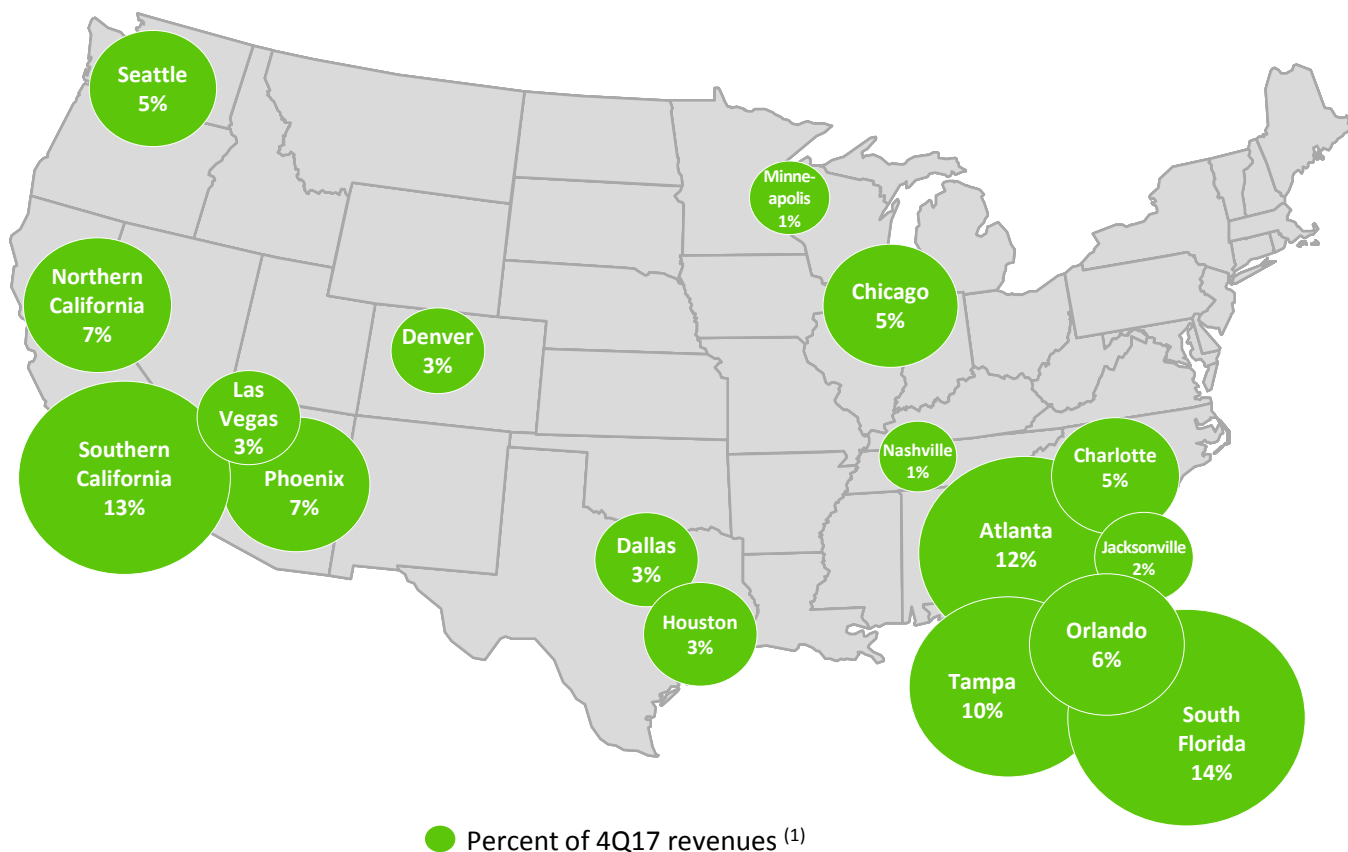 Seattle
5%
Minne-
apolis
1%
Northern
California
7%
Chicago
5%
Denver
3%
Las
Vegas
3%
Southern
California
13%
Phoenix
7%
Nashville
1%
Charlotte
5%
Atlanta
12%
Jacksonville
2%
Dallas
3%
Houston
3%
Orlando
6%
Tampa
10%
South
Florida
14%
Percent of 4Q17 revenues (1)